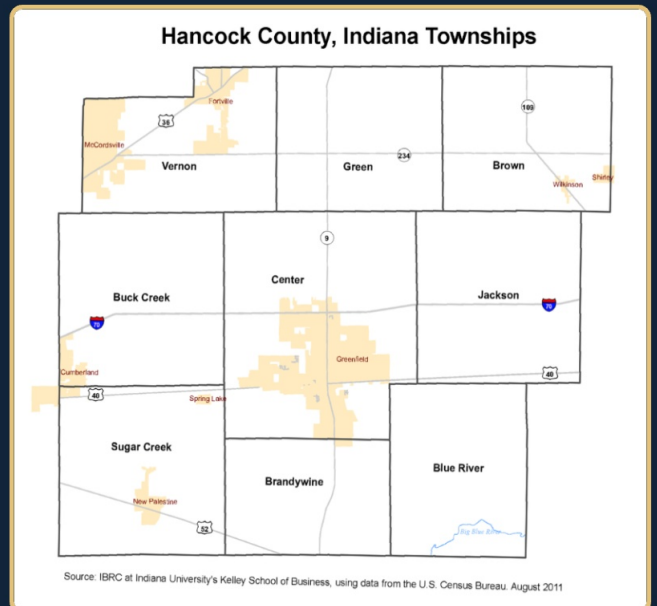 Hancock County, Indiana Townships
Fortville
109
36
McCordsville
234
Vernon
Green
Brown
Shirley
Wilkinson
9
Center
Buck Creek
Jackson
70
70
Greenfield
Cumberland
40
40
Spring Lake
Sugar Creek
Blue River
Brandywine
New Palestine
52
Big Blue River
Source: IBRC at Indiana University's Kelley School of Business, using data from the U.S. Census Bureau. August 2011